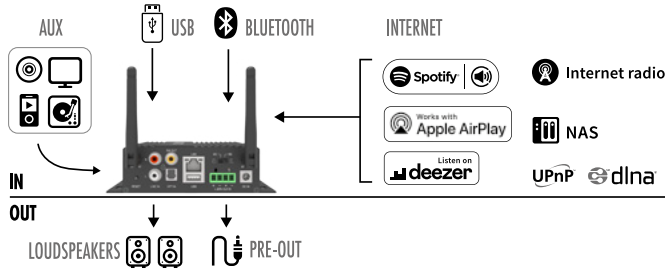 AUX
USB
BLUETOOTH
INTERNET
Spotify
Internet radio
Works with
Apple AirPlay
NAS
Listen on
deezer
UPnP
dlna
IN
OUT
LOUDSPEAKERS
PRE-OUT